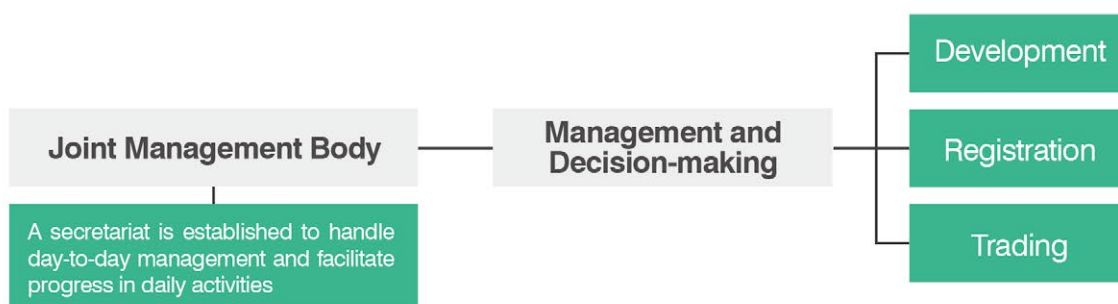 Joint Management Body
A secretariat is established to handle
day-to-day management and facilitate
progress in daily activities
Management and
Decision-making
Development
Registration
Trading